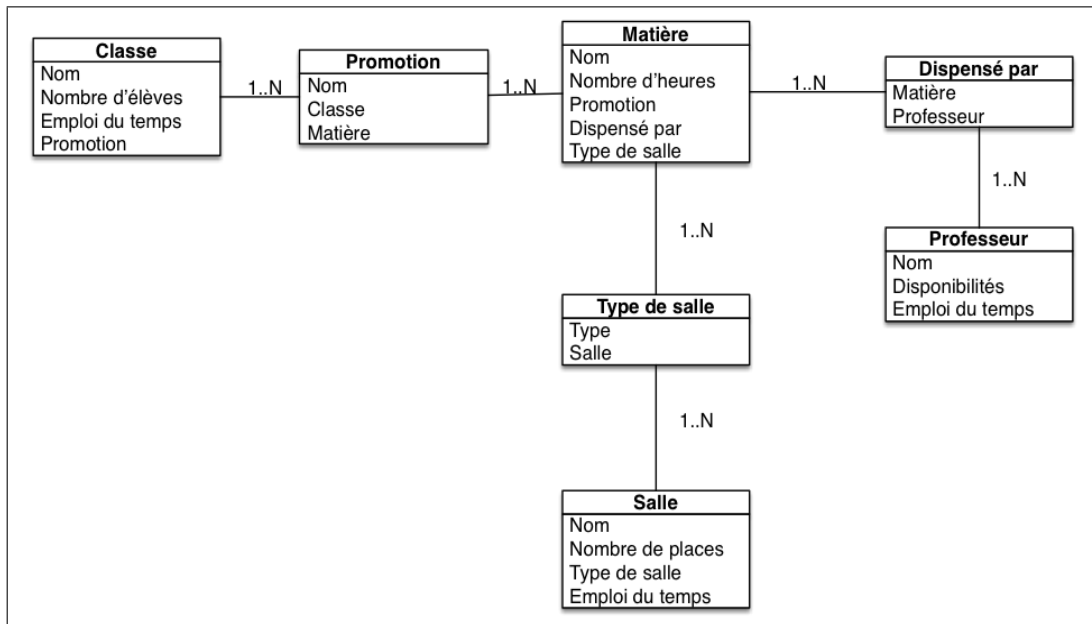 Classe
Nom
Nombre d'élèves
Emploi du temps
Promotion
1..N
Promotion
Nom
Classe
Matière
1..N
Matière
Nom
Nombre d'heures
Promotion
Dispensé par
Type de salle
1..N
Dispensé par
Matière
Professeur
1..N
Professeur
Nom
Disponibilités
Emploi du temps
1..N
Type de salle
Type
Salle
1..N
Salle
Nom
Nombre de places
Type de salle
Emploi du temps